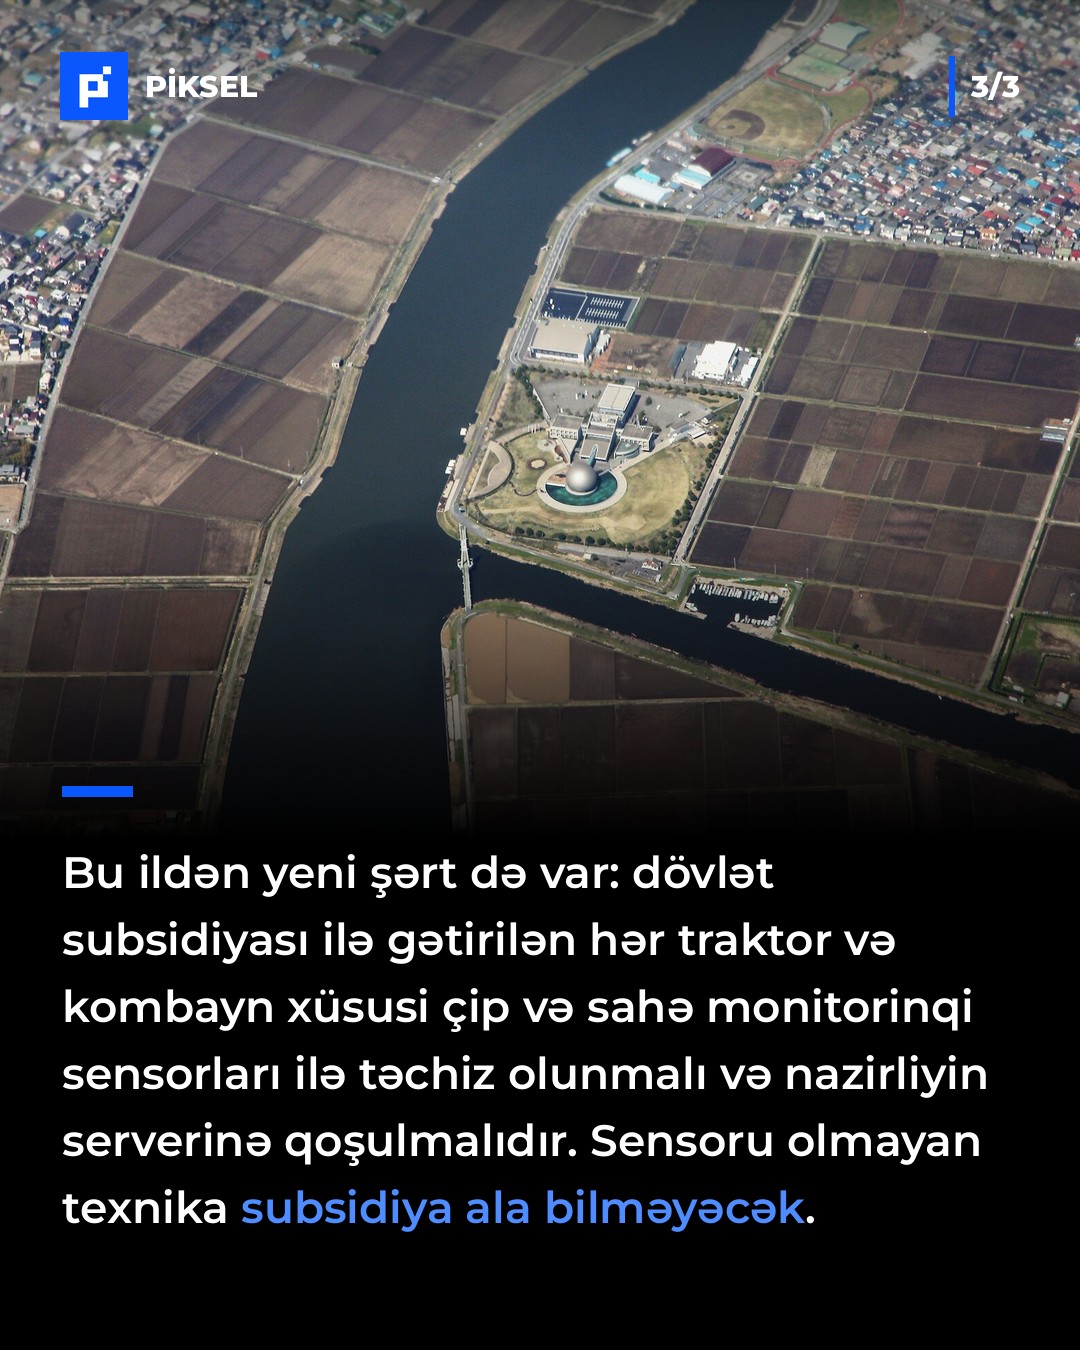 PİKSEL
3/3
Bu ildən yeni şərt də var: dövlət
subsidiyası ilə gətirilən hər traktor və
kombayn xüsusi çip və sahə monitorinqi
sensorları ilə təchiz olunmalı və nazirliyin
serverinə qoşulmalıdır. Sensoru olmayan
texnika subsidiya ala bilməyəcək.